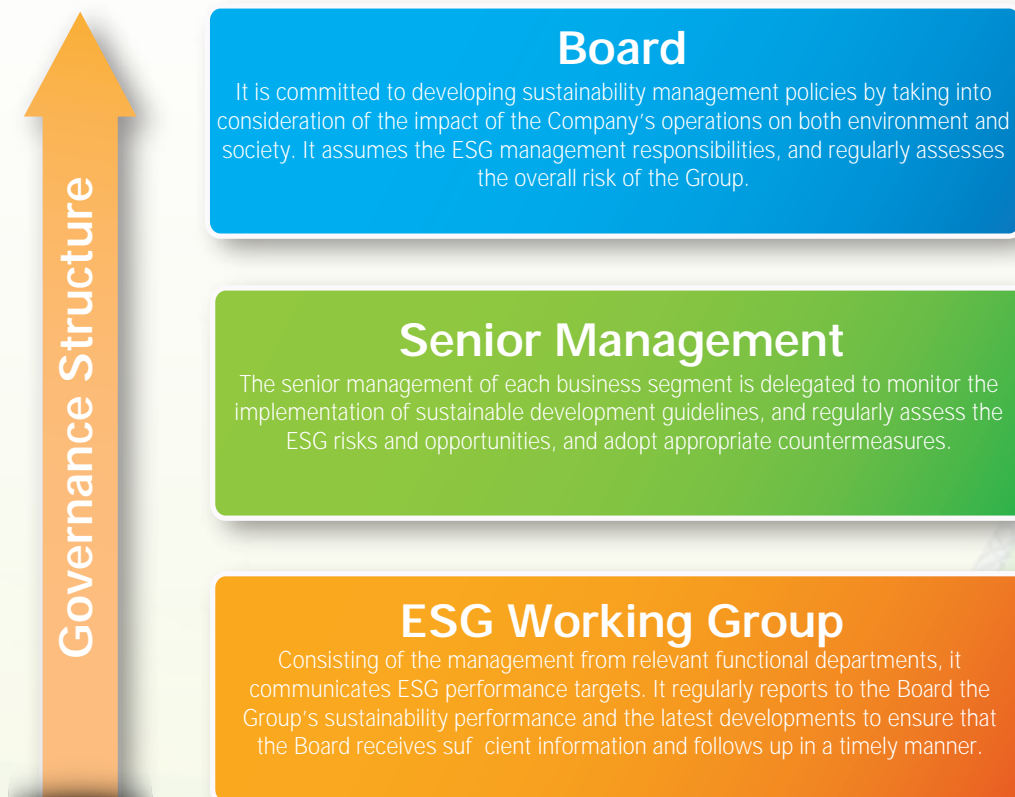 Governance Structure
Board
It is committed to developing sustainability management policies by taking into
consideration of the impact of the Company's operations on both environment and
society. It assumes the ESG management responsibilities, and regularly assesses
the overall risk of the Group.
Senior Management
The senior management of each business segment is delegated to monitor the
implementation of sustainable development guidelines, and regularly assess the
ESG risks and opportunities, and adopt appropriate countermeasures.
ESG Working Group
Consisting of the management from relevant functional departments, it
communicates ESG performance targets. It regularly reports to the Board the
Group's sustainability performance and the latest developments to ensure that
the Board receives suf cient information and follows up in a timely manner.